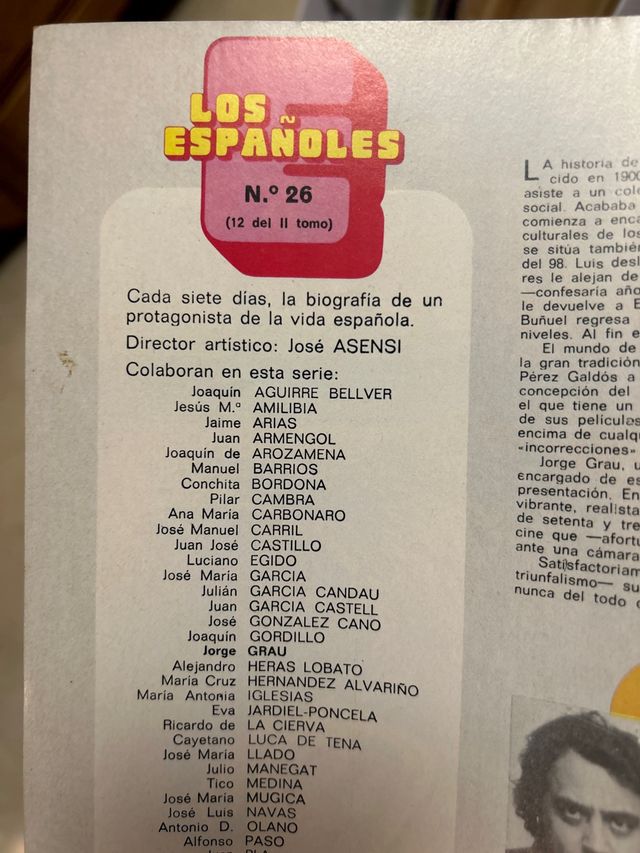 LOS
ESPAÑOLES
N.º 26
(12 del II tomo)
Cada siete días, la biografía de un
protagonista de la vida española.
Director artístico: José ASENSI
Colaboran en esta serie:
Joaquín AGUIRRE BELLVER
Jesús M.ª AMILIBIA
Jaime ARIAS
Juan ARMENGOL
Joaquín de AROZAMENA
Manuel BARRIOS
Conchita BORDONA
Pilar CAMBRA
Ana María CARBONARO
José Manuel CARRIL
Juan José CASTILLO
Luciano EGIDO
José María GARCIA
Julián GARCIA CANDAU
Juan GARCIA CASTELL
José GONZALEZ CANO
Joaquín GORDILLO
Jorge GRAU
Alejandro HERAS LOBATO
María Cruz HERNANDEZ ALVARIÑO
María Antonia IGLESIAS
Eva JARDIEL-PONCELA
Ricardo de LA CIERVA
Cayetano LUCA DE TENA
José María LLADO
Julio MANEGAT
Tico MEDINA
José María MUGICA
José Luis NAVAS
Antonio D. OLANO
Alfonso PASO
LA historia de
cido en 1900
asiste a un
social. Acababa
comienza a
culturales de los
se sitúa también
del 98. Luis
res le alejan de
—confesaría
le devuelve a
Buñuel regresa
niveles. Al fin
El mundo de
la gran tradición
Pérez Galdós a
concepción del
el que tiene un
de sus películas
encima de
«incorrecciones»
Jorge Grau,
encargado de
presentación. En
vibrante, realista
de setenta y
cine que
ante una cámara
triunfalismo— su
nunca del todo